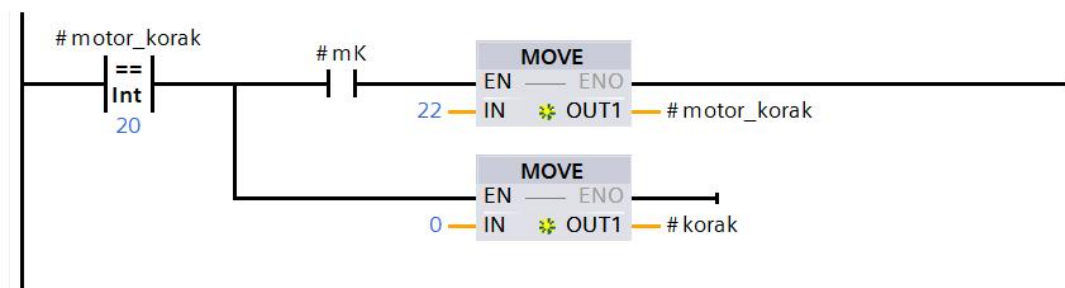 #motor_korak
==
Int
20
#mK
MOVE
EN ENO
22 IN OUT1 #motor_korak
MOVE
EN ENO
0 IN OUT1 #korak